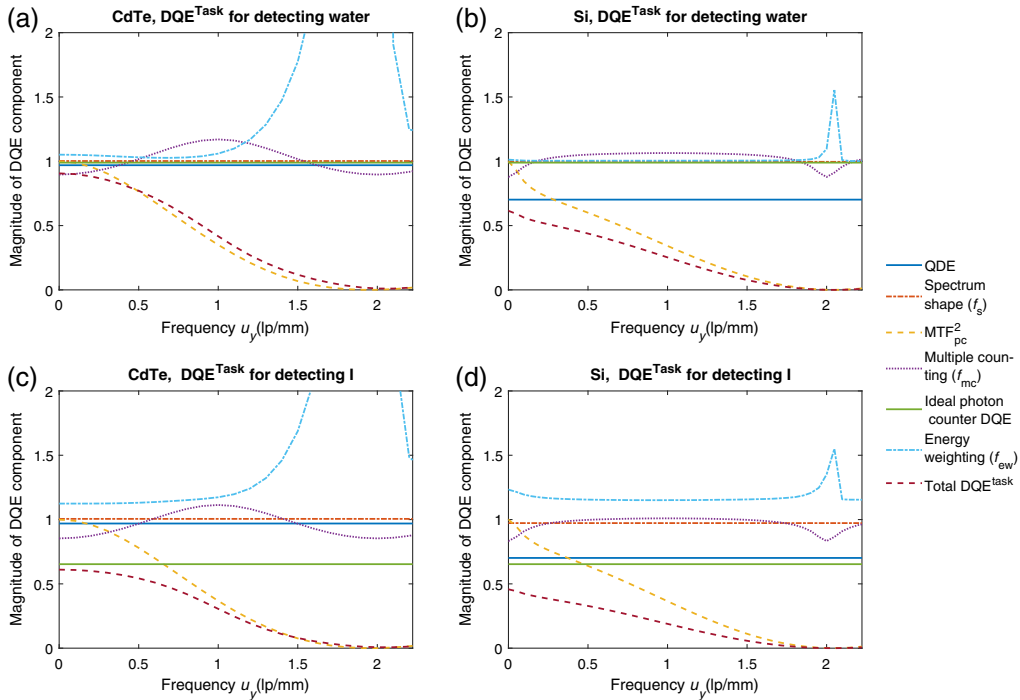 (a)
CdTe, DQE^Task for detecting water
Magnitude of DQE component
2
1.5
1
0.5
0
0 0.5 1 1.5 2
Frequency u_y(lp/mm)
(b)
Si, DQE^Task for detecting water
Magnitude of DQE component
2
1.5
1
0.5
0
0 0.5 1 1.5 2
Frequency u_y(lp/mm)
(c)
CdTe, DQE^Task for detecting I
Magnitude of DQE component
2
1.5
1
0.5
0
0 0.5 1 1.5 2
Frequency u_y(lp/mm)
(d)
Si, DQE^Task for detecting I
Magnitude of DQE component
2
1.5
1
0.5
0
0 0.5 1 1.5 2
Frequency u_y(lp/mm)
QDE
Spectrum
shape (f_s)
MTF²_pc
Multiple coun-
ting (f_mc)
Ideal photon
counter DQE
Energy
weighting (f_ew)
Total DQE^task